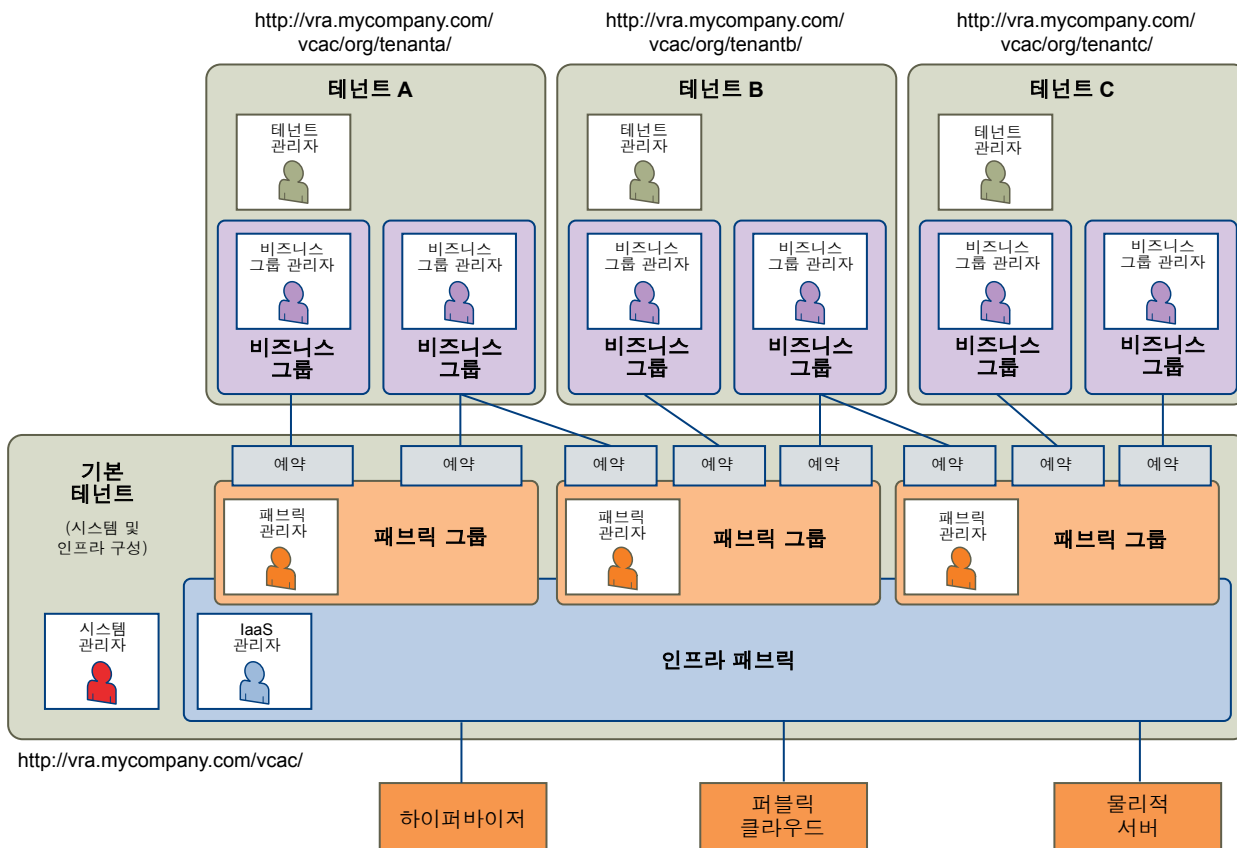 http://vra.mycompany.com/
vcac/org/tenanta/
http://vra.mycompany.com/
vcac/org/tenantb/
http://vra.mycompany.com/
vcac/org/tenantc/
테넌트 A
테넌트 B
테넌트 C
테넌트
관리자
테넌트
관리자
테넌트
관리자
비즈니스
그룹 관리자
비즈니스
그룹 관리자
비즈니스
그룹 관리자
비즈니스
그룹 관리자
비즈니스
그룹 관리자
비즈니스
그룹 관리자
비즈니스
그룹
비즈니스
그룹
비즈니스
그룹
비즈니스
그룹
비즈니스
그룹
비즈니스
그룹
기본
테넌트
(시스템 및
인프라 구성)
예약
예약
예약
예약
예약
예약
예약
예약
패브릭
관리자
패브릭 그룹
패브릭
관리자
패브릭 그룹
패브릭
관리자
패브릭 그룹
시스템
관리자
IaaS
관리자
인프라 패브릭
http://vra.mycompany.com/vcac/
하이퍼바이저
퍼블릭
클라우드
물리적
서버